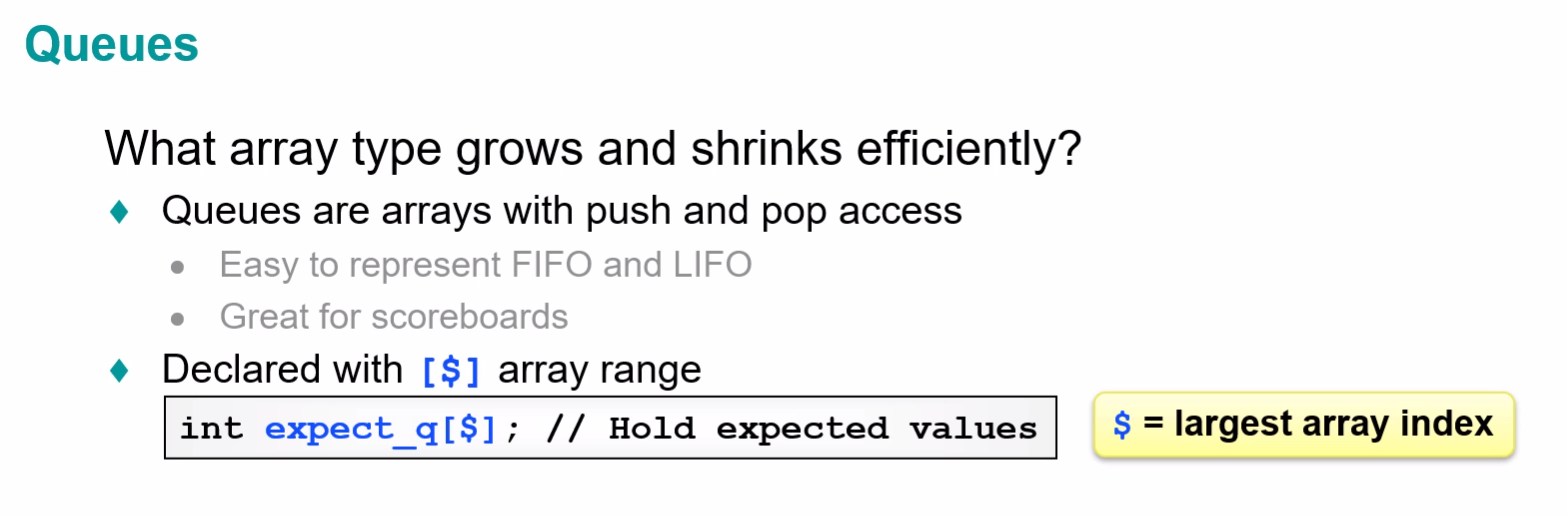 Queues
What array type grows and shrinks efficiently?
♦ Queues are arrays with push and pop access
• Easy to represent FIFO and LIFO
• Great for scoreboards
♦ Declared with [$] array range
int expect_q[$]; // Hold expected values
$ = largest array index